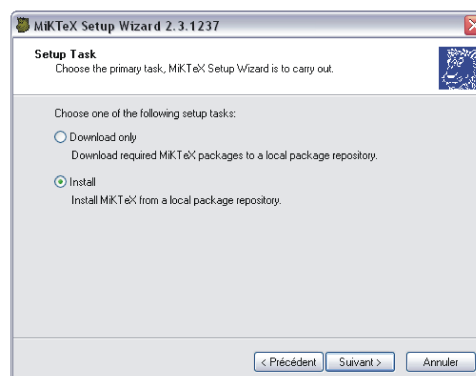 MiKTeX Setup Wizard 2.3.1237
Setup Task
Choose the primary task, MiKTeX Setup Wizard is to carry out.
Choose one of the following setup tasks:
Download only
Download required MiKTeX packages to a local package repository.
Install
Install MiKTeX from a local package repository.
< Précédent Suivant > Annuler